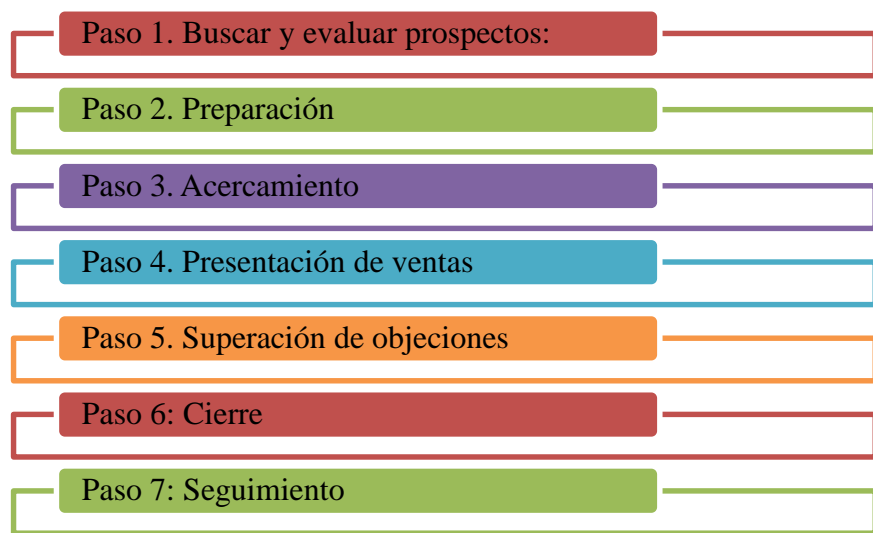 Paso 1. Buscar y evaluar prospectos:
Paso 2. Preparación
Paso 3. Acercamiento
Paso 4. Presentación de ventas
Paso 5. Superación de objeciones
Paso 6: Cierre
Paso 7: Seguimiento